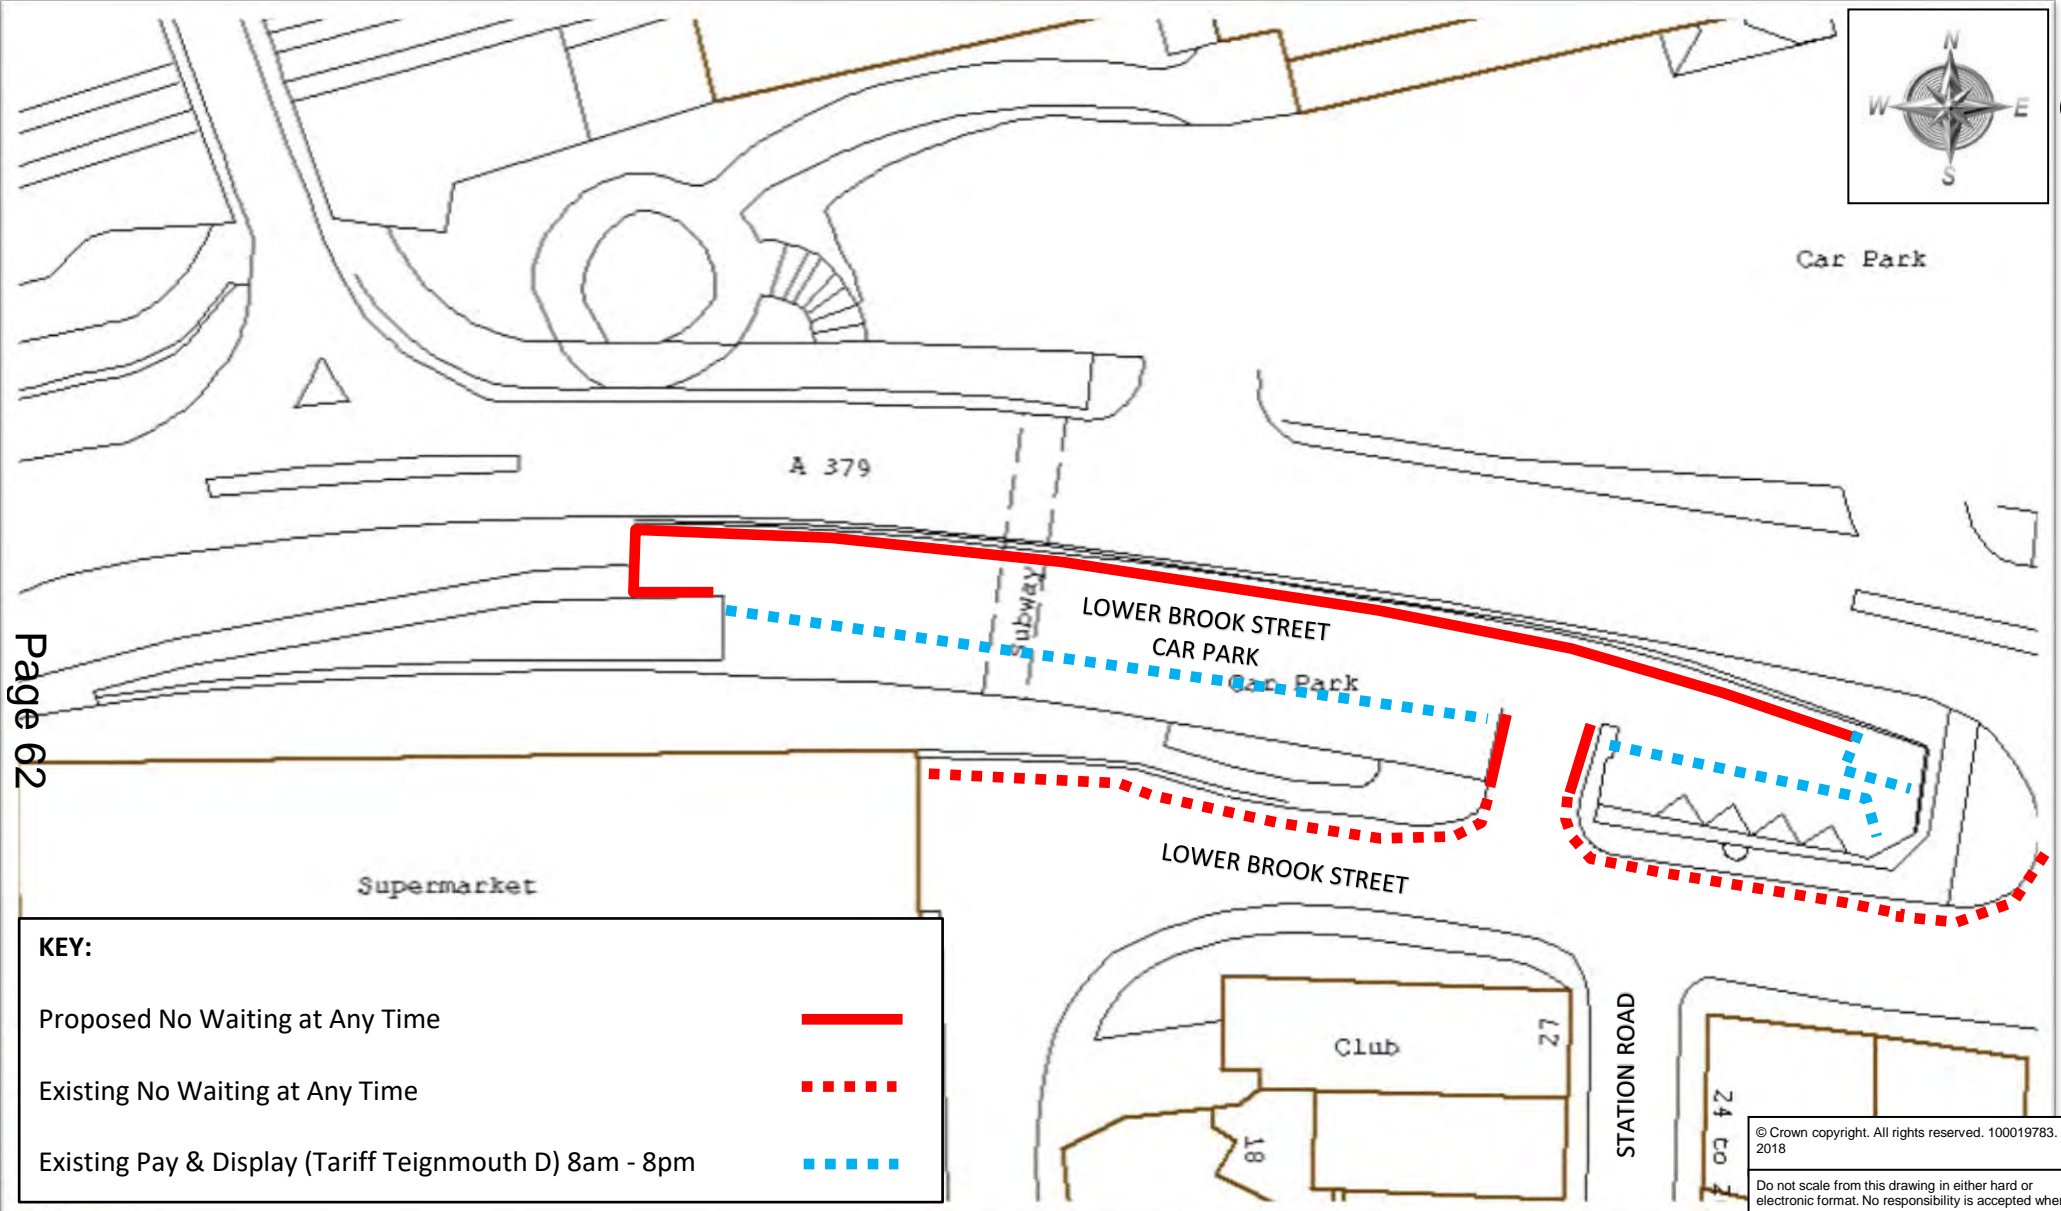 N
W E
S
Car Park
A 379
Subway
LOWER BROOK STREET
CAR PARK
Car Park
Page 62
LOWER BROOK STREET
Supermarket
KEY:
Proposed No Waiting at Any Time
Existing No Waiting at Any Time
Existing Pay & Display (Tariff Teignmouth D) 8am - 8pm
Club
27
18
STATION ROAD
24 to
© Crown copyright. All rights reserved. 100019783.
2018
Do not scale from this drawing in either hard or
electronic format. No responsibility is accepted